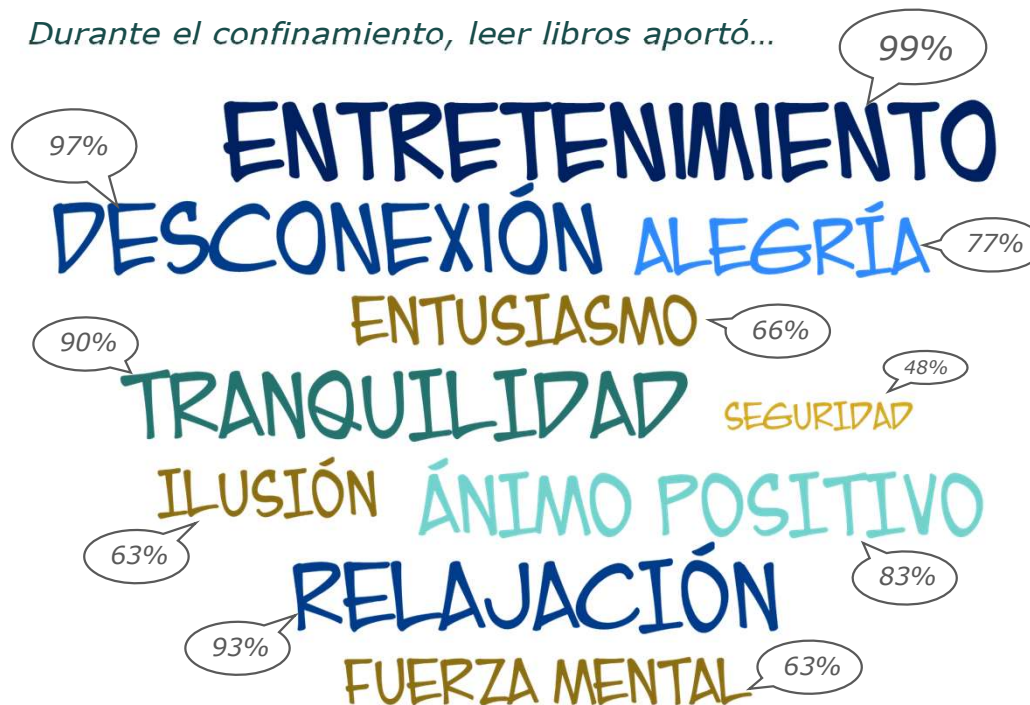 Durante el confinamiento, leer libros aportó…
99%
ENTRETENIMIENTO
97%
DESCONEXIÓN
ALEGRÍA
77%
ENTUSIASMO
66%
90%
TRANQUILIDAD
48%
SEGURIDAD
ILUSIÓN
63%
ÁNIMO POSITIVO
83%
RELAJACIÓN
93%
FUERZA MENTAL
63%